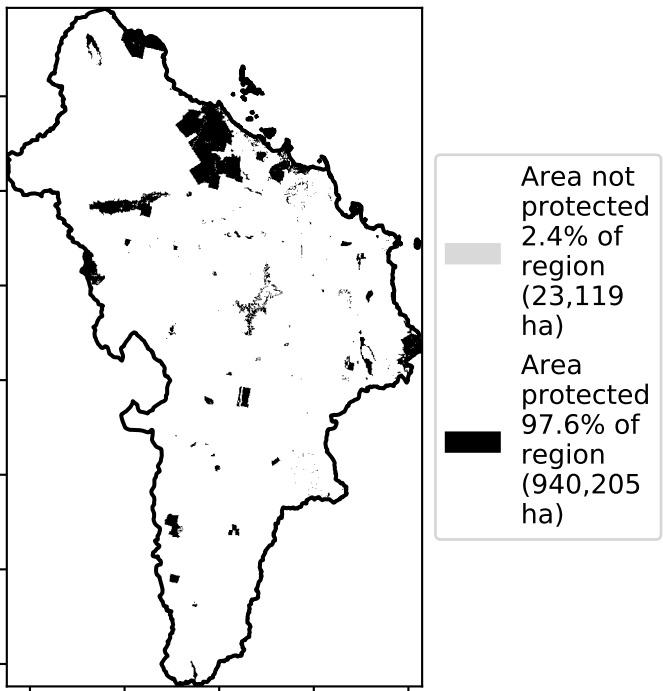 Area not
protected
2.4% of
region
(23,119
ha)
Area
protected
97.6% of
region
(940,205
ha)